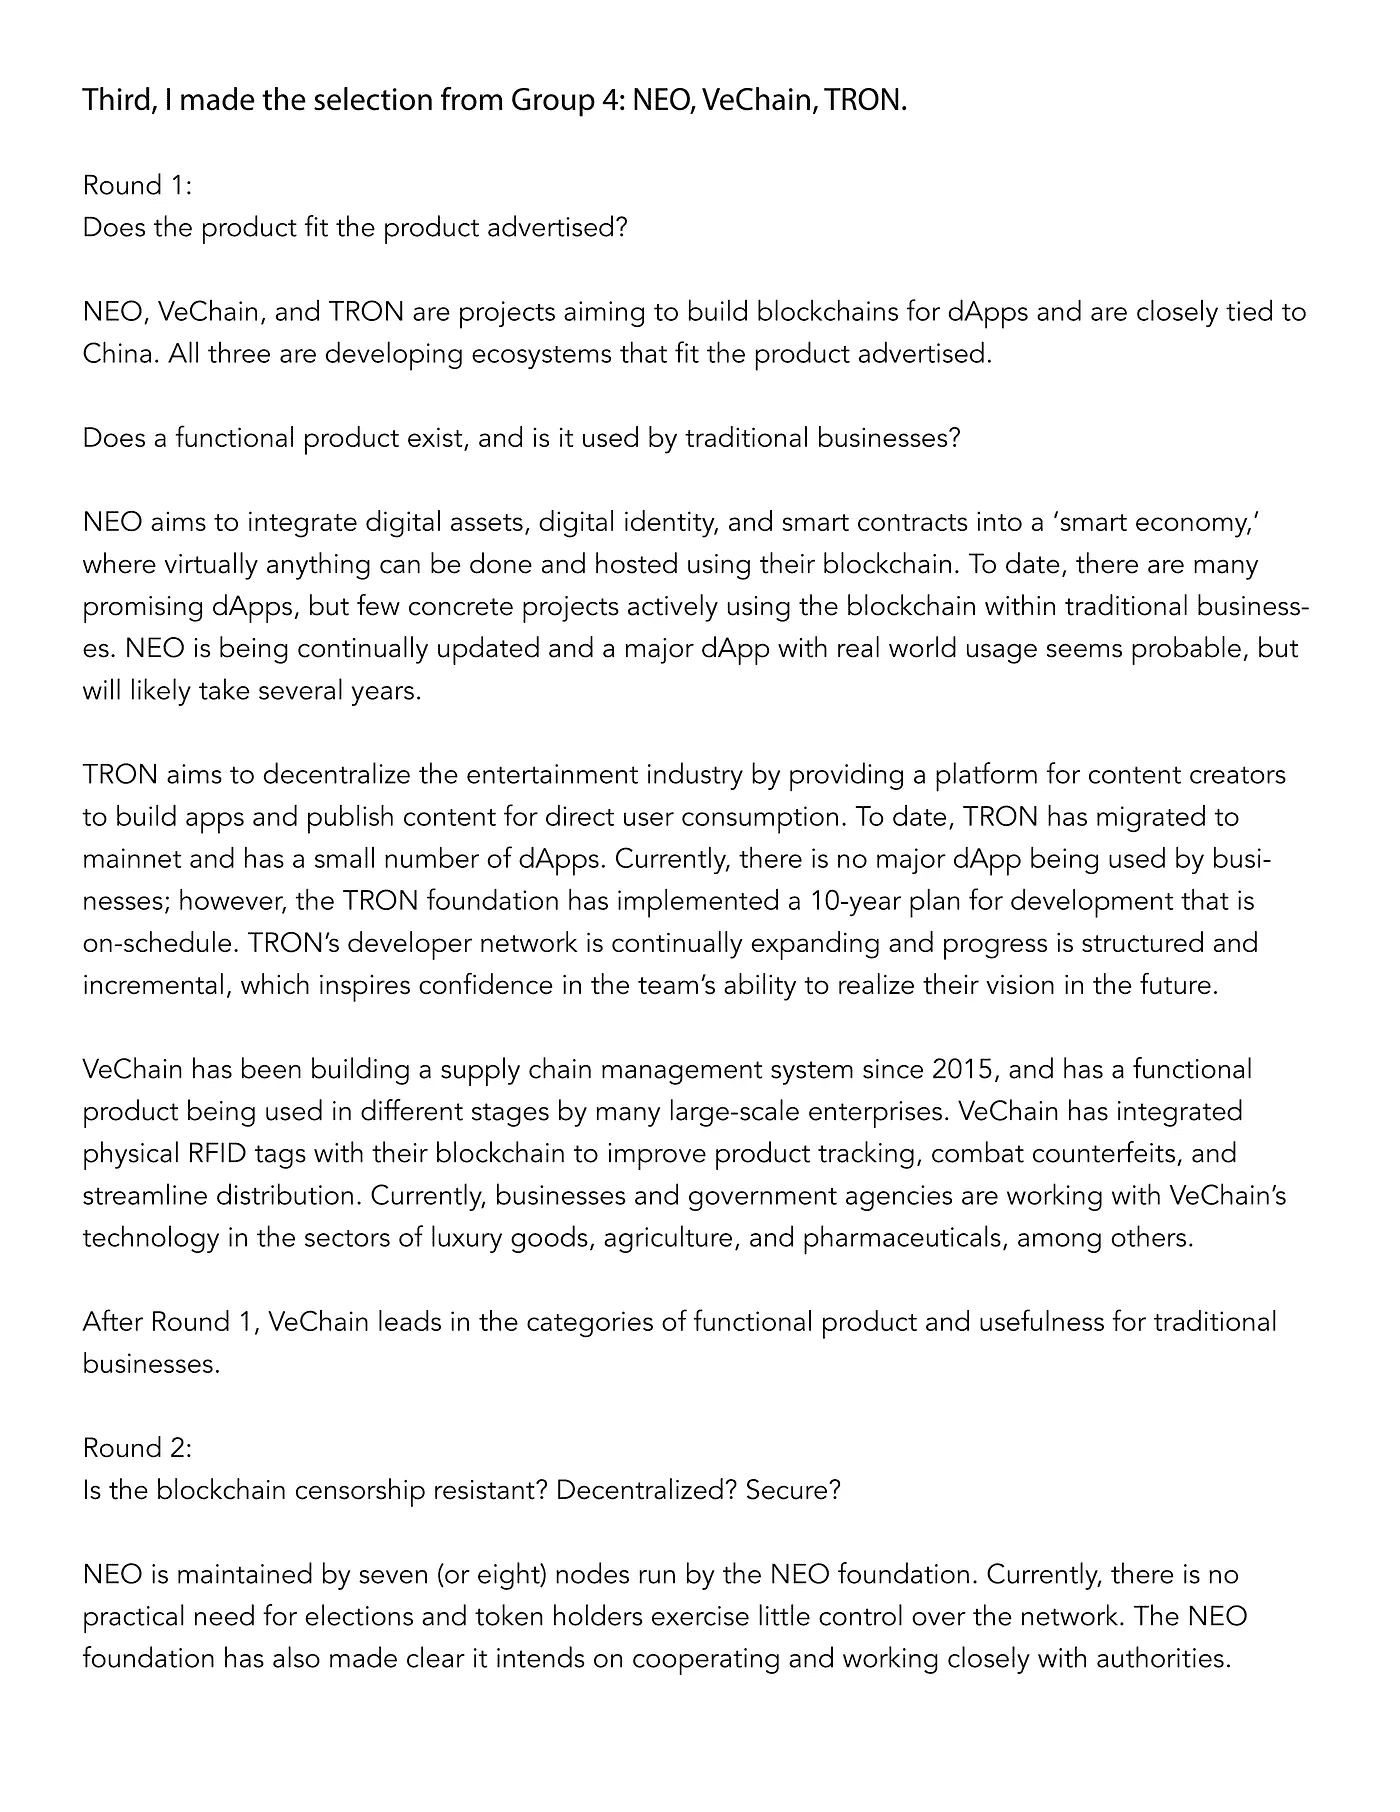 Third, I made the selection from Group 4: NEO, VeChain, TRON.
Round 1:
Does the product fit the product advertised?
NEO, VeChain, and TRON are projects aiming to build blockchains for dApps and are closely tied to
China. All three are developing ecosystems that fit the product advertised.
Does a functional product exist, and is it used by traditional businesses?
NEO aims to integrate digital assets, digital identity, and smart contracts into a ‘smart economy,’
where virtually anything can be done and hosted using their blockchain. To date, there are many
promising dApps, but few concrete projects actively using the blockchain within traditional business-
es. NEO is being continually updated and a major dApp with real world usage seems probable, but
will likely take several years.
TRON aims to decentralize the entertainment industry by providing a platform for content creators
to build apps and publish content for direct user consumption. To date, TRON has migrated to
mainnet and has a small number of dApps. Currently, there is no major dApp being used by busi-
nesses; however, the TRON foundation has implemented a 10-year plan for development that is
on-schedule. TRON’s developer network is continually expanding and progress is structured and
incremental, which inspires confidence in the team’s ability to realize their vision in the future.
VeChain has been building a supply chain management system since 2015, and has a functional
product being used in different stages by many large-scale enterprises. VeChain has integrated
physical RFID tags with their blockchain to improve product tracking, combat counterfeits, and
streamline distribution. Currently, businesses and government agencies are working with VeChain’s
technology in the sectors of luxury goods, agriculture, and pharmaceuticals, among others.
After Round 1, VeChain leads in the categories of functional product and usefulness for traditional
businesses.
Round 2:
Is the blockchain censorship resistant? Decentralized? Secure?
NEO is maintained by seven (or eight) nodes run by the NEO foundation. Currently, there is no
practical need for elections and token holders exercise little control over the network. The NEO
foundation has also made clear it intends on cooperating and working closely with authorities.